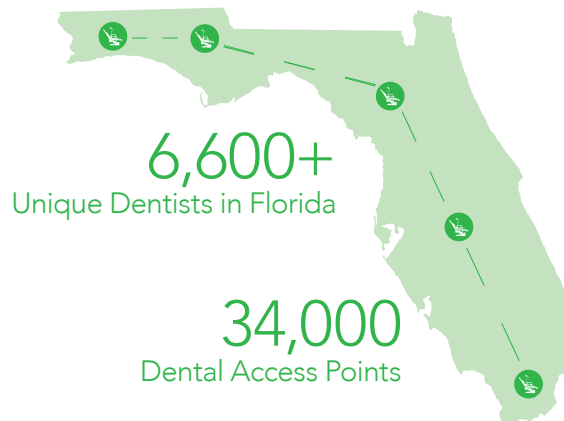 6,600+
Unique Dentists in Florida
34,000
Dental Access Points